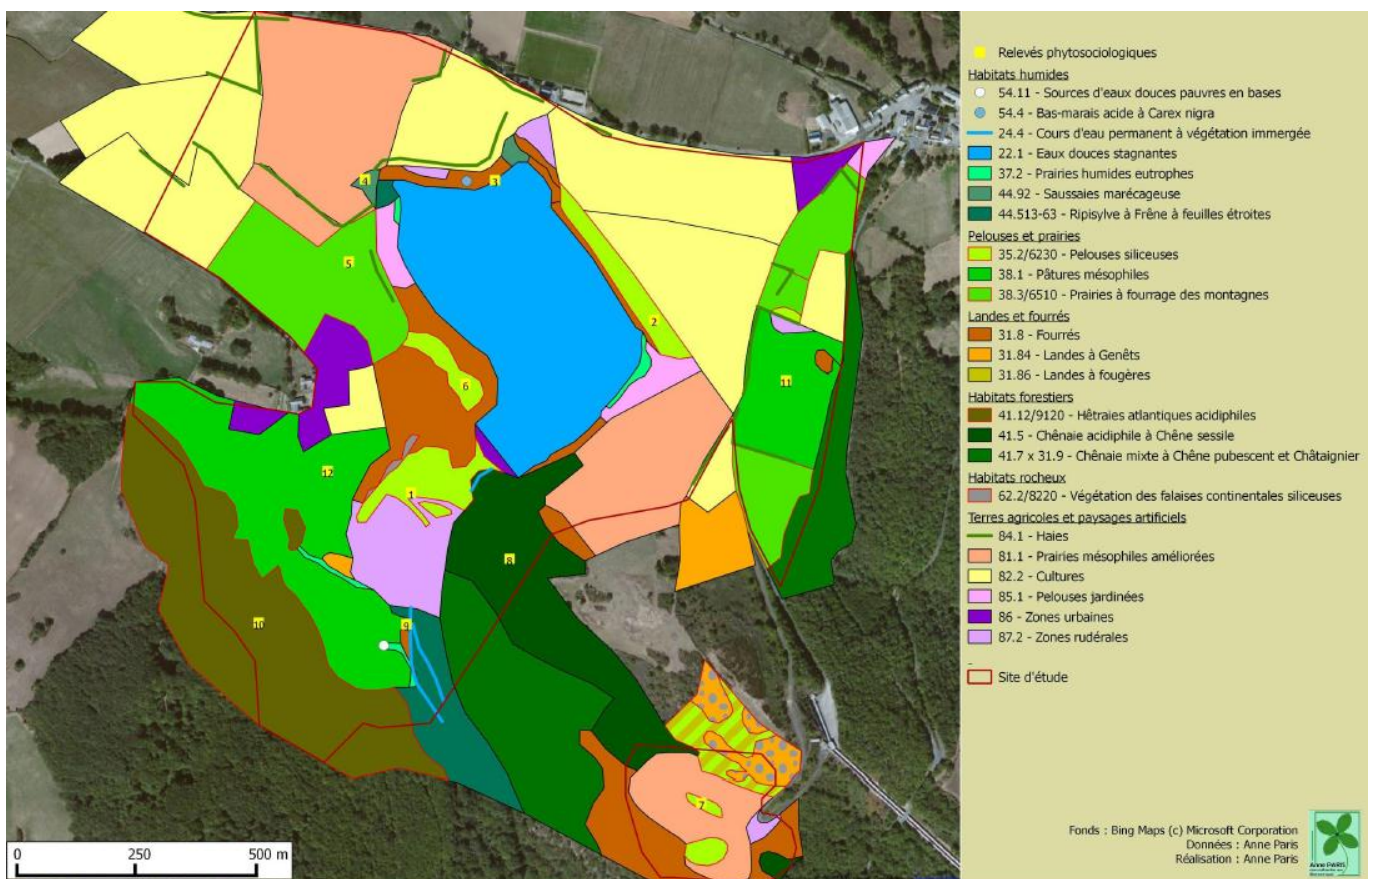 Relevés phytosociologiques
Habitats humides
54.11 - Sources d'eaux douces pauvres en bases
54.4 - Bas-marais acide à Carex nigra
24.4 - Cours d'eau permanent à végétation immergée
22.1 - Eaux douces stagnantes
37.2 - Prairies humides eutrophes
44.92 - Saussaies marécageuse
44.513-63 - Ripisylve à Frêne à feuilles étroites
Pelouses et prairies
35.2/6230 - Pelouses siliceuses
38.1 - Pâtures mésophiles
38.3/6510 - Prairies à fourrage des montagnes
Landes et fourrés
31.8 - Fourrés
31.84 - Landes à Genêts
31.86 - Landes à fougères
Habitats forestiers
41.12/9120 - Hêtraies atlantiques acidiphiles
41.5 - Chênaie acidiphile à Chêne sessile
41.7 x 31.9 - Chênaie mixte à Chêne pubescent et Châtaignier
Habitats rocheux
62.2/8220 - Végétation des falaises continentales siliceuses
Terres agricoles et paysages artificiels
84.1 - Haies
81.1 - Prairies mésophiles améliorées
82.2 - Cultures
85.1 - Pelouses jardinées
86 - Zones urbaines
87.2 - Zones rudérales
-
Site d'étude
Fonds : Bing Maps (c) Microsoft Corporation
Données : Anne Paris
Réalisation : Anne Paris
Anne PARIS
4
3
5
2
6
11
12
1
8
10
9
7
0 250 500 m